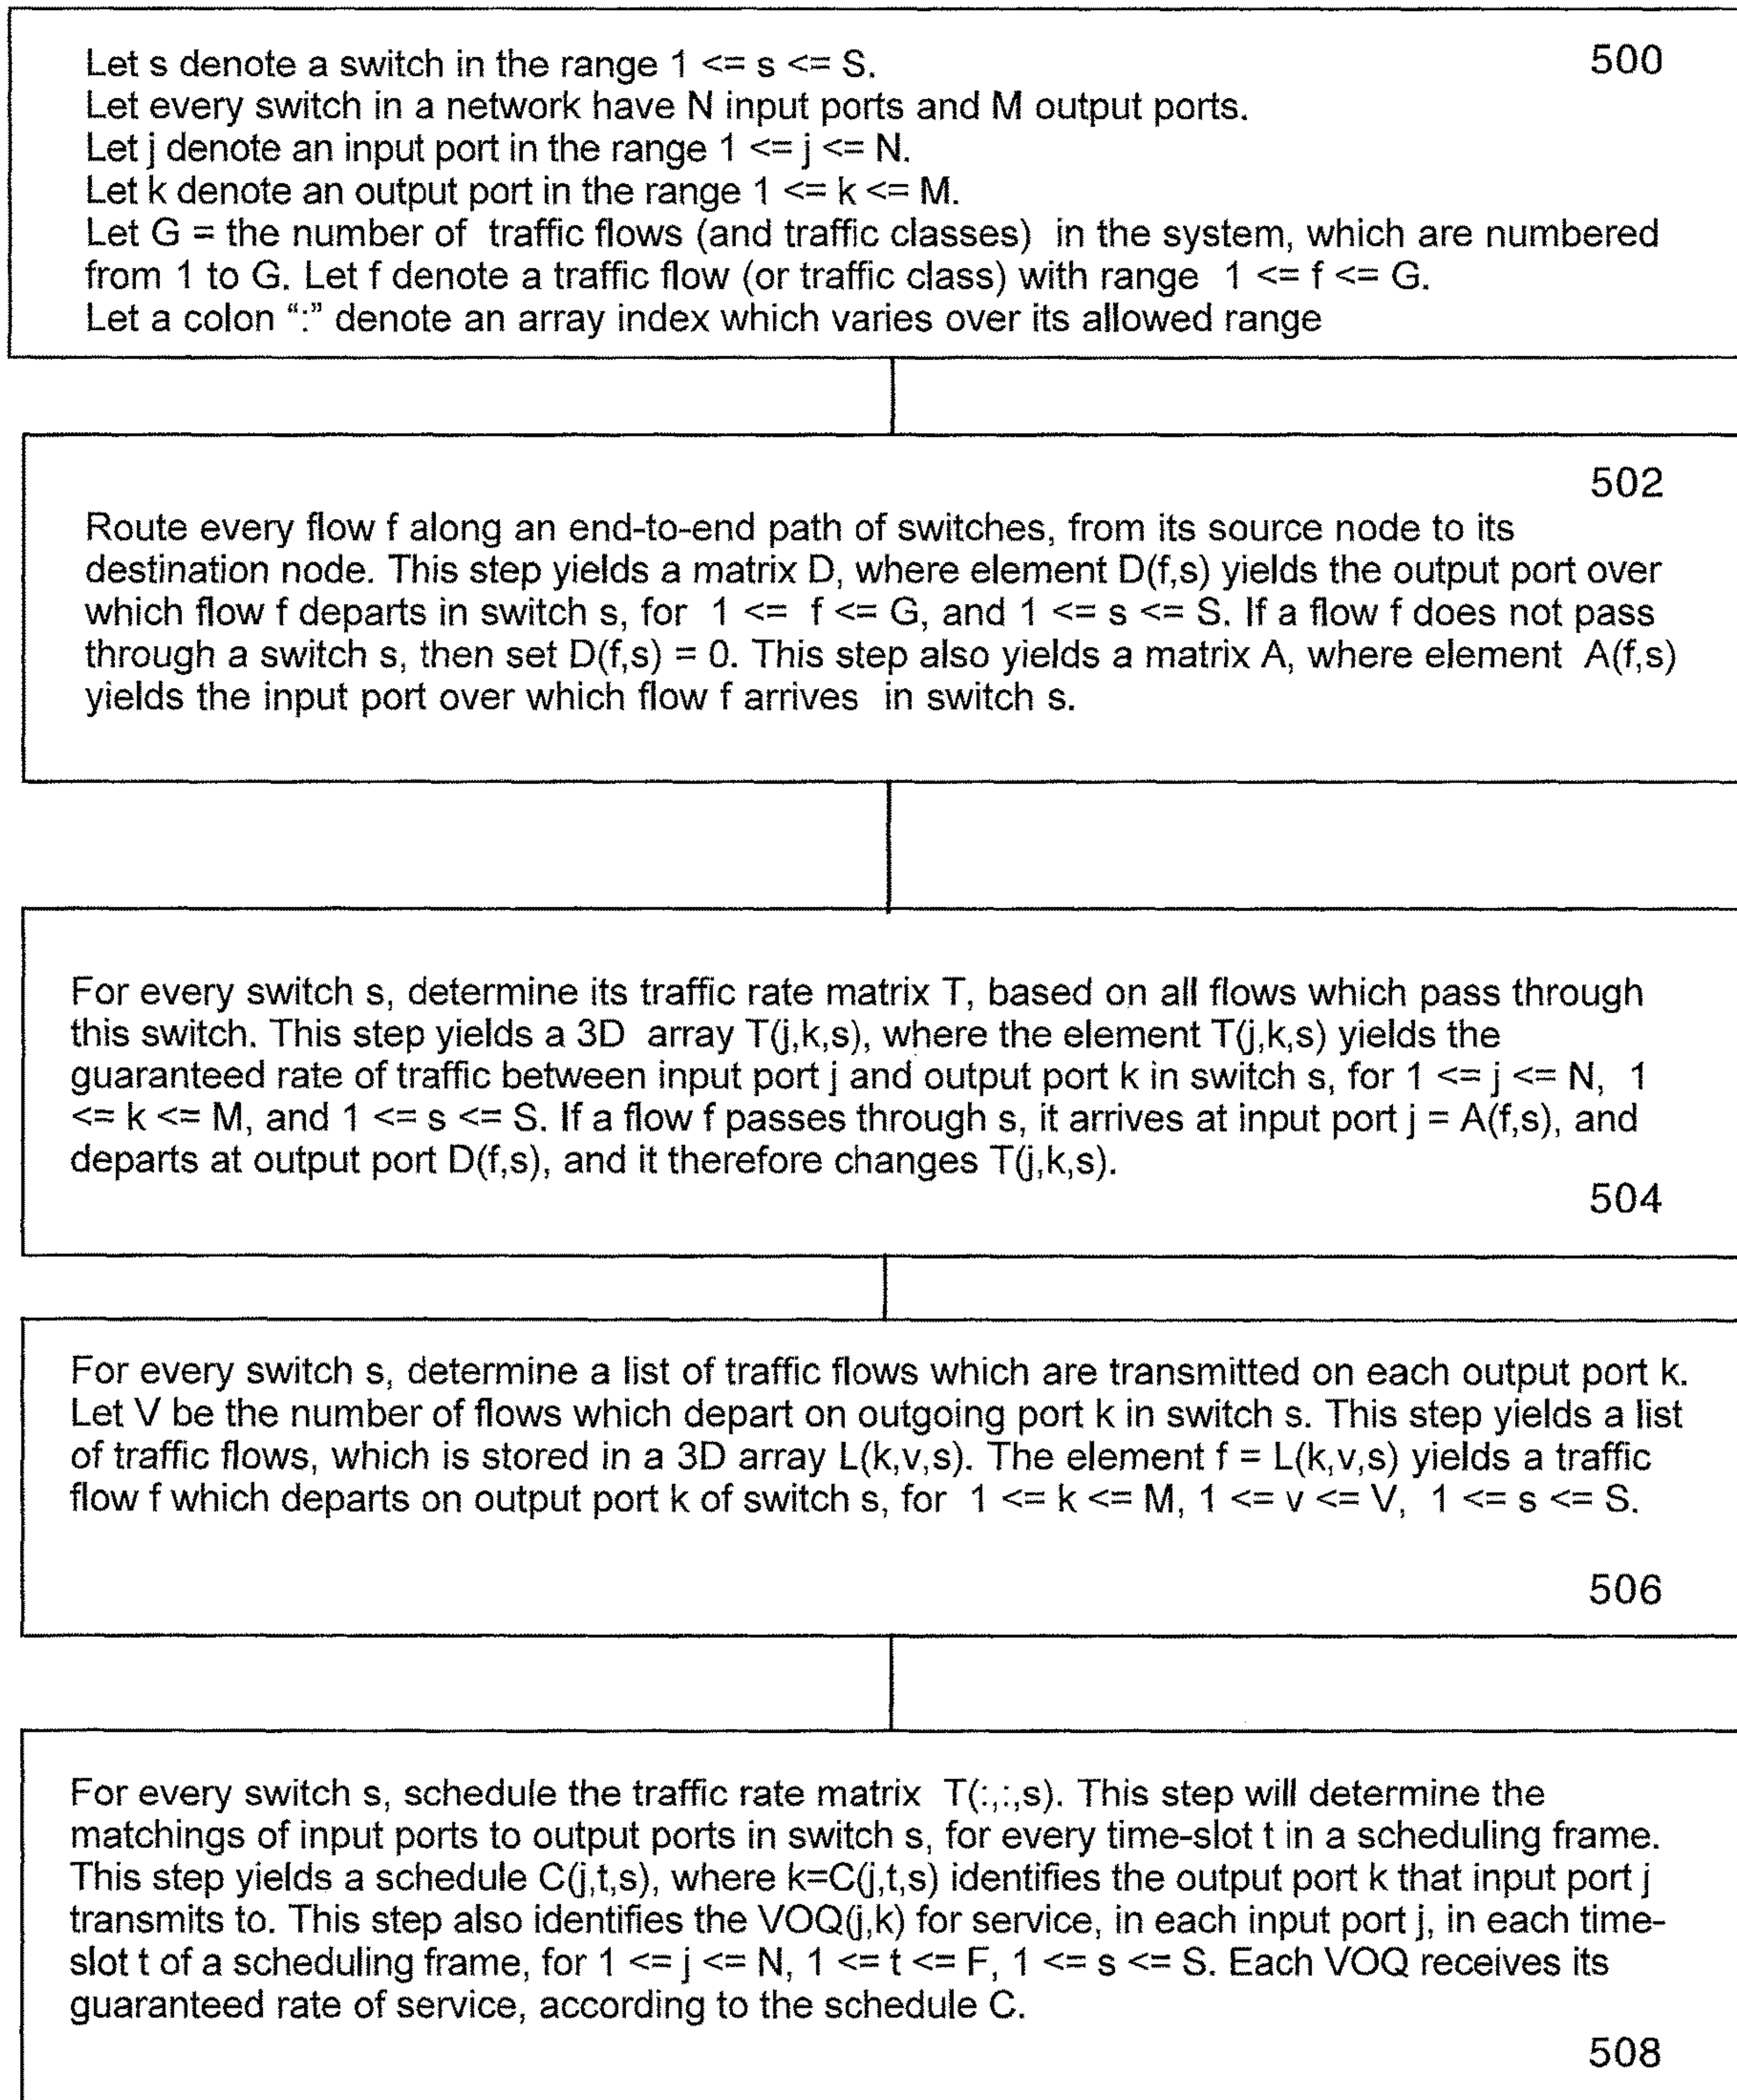 500
Let s denote a switch in the range 1 <= s <= S.
Let every switch in a network have N input ports and M output ports.
Let j denote an input port in the range 1 <= j <= N.
Let k denote an output port in the range 1 <= k <= M.
Let G = the number of traffic flows (and traffic classes) in the system, which are numbered
from 1 to G. Let f denote a traffic flow (or traffic class) with range 1 <= f <= G.
Let a colon “:” denote an array index which varies over its allowed range
502
Route every flow f along an end-to-end path of switches, from its source node to its
destination node. This step yields a matrix D, where element D(f,s) yields the output port over
which flow f departs in switch s, for 1 <= f <= G, and 1 <= s <= S. If a flow f does not pass
through a switch s, then set D(f,s) = 0. This step also yields a matrix A, where element A(f,s)
yields the input port over which flow f arrives in switch s.
For every switch s, determine its traffic rate matrix T, based on all flows which pass through
this switch. This step yields a 3D array T(j,k,s), where the element T(j,k,s) yields the
guaranteed rate of traffic between input port j and output port k in switch s, for 1 <= j <= N, 1
<= k <= M, and 1 <= s <= S. If a flow f passes through s, it arrives at input port j = A(f,s), and
departs at output port D(f,s), and it therefore changes T(j,k,s).
504
For every switch s, determine a list of traffic flows which are transmitted on each output port k.
Let V be the number of flows which depart on outgoing port k in switch s. This step yields a list
of traffic flows, which is stored in a 3D array L(k,v,s). The element f = L(k,v,s) yields a traffic
flow f which departs on output port k of switch s, for 1 <= k <= M, 1 <= v <= V, 1 <= s <= S.
506
For every switch s, schedule the traffic rate matrix T(:,:,s). This step will determine the
matchings of input ports to output ports in switch s, for every time-slot t in a scheduling frame.
This step yields a schedule C(j,t,s), where k=C(j,t,s) identifies the output port k that input port j
transmits to. This step also identifies the VOQ(j,k) for service, in each input port j, in each time-
slot t of a scheduling frame, for 1 <= j <= N, 1 <= t <= F, 1 <= s <= S. Each VOQ receives its
guaranteed rate of service, according to the schedule C.
508